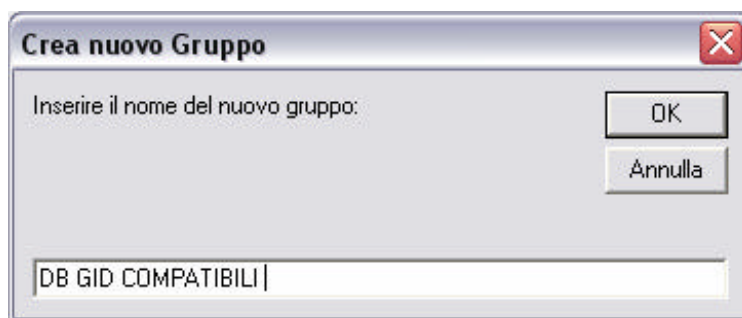 Crea nuovo Gruppo
Inserire il nome del nuovo gruppo:
OK
Annulla
DB GID COMPATIBILI